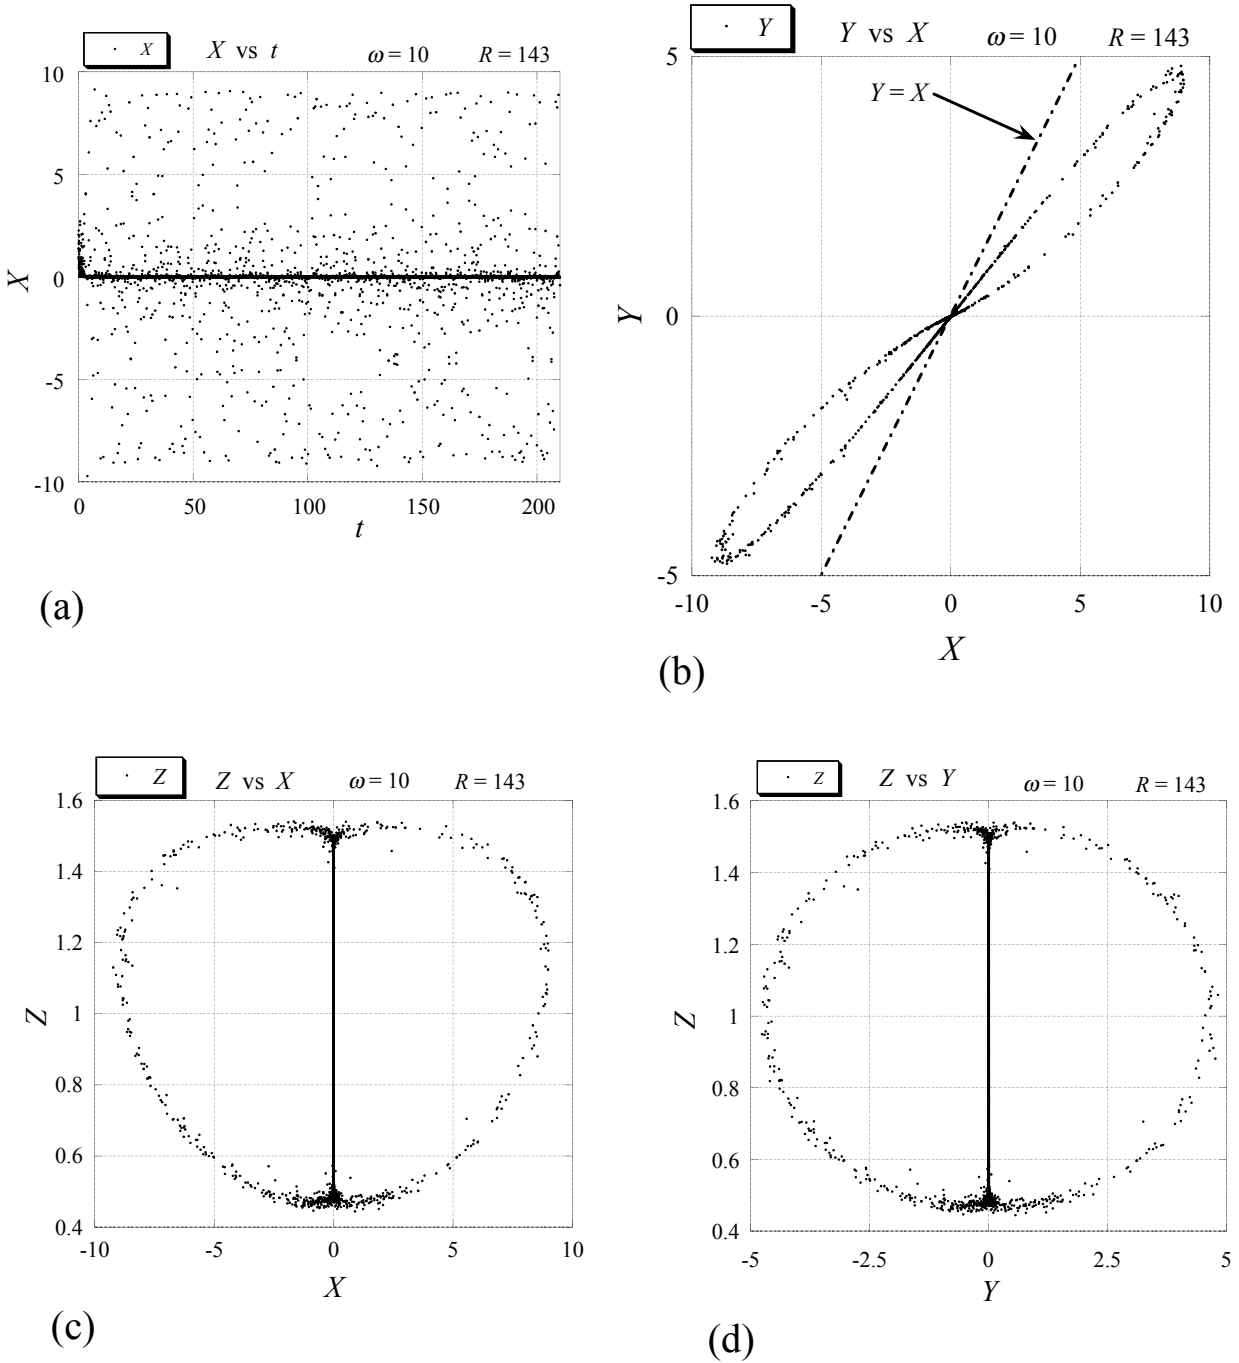 X
X vs t
ω = 10
R = 143
10
5
0
-5
-10
X
0
50
100
150
200
t
(a)
Y
Y vs X
ω = 10
R = 143
5
0
-5
Y
Y = X
-10
-5
0
5
10
X
(b)
Z
Z vs X
ω = 10
R = 143
1.6
1.4
1.2
1
0.8
0.6
0.4
Z
-10
-5
0
5
10
X
(c)
Z
Z vs Y
ω = 10
R = 143
1.6
1.4
1.2
1
0.8
0.6
0.4
Z
-5
-2.5
0
2.5
5
Y
(d)